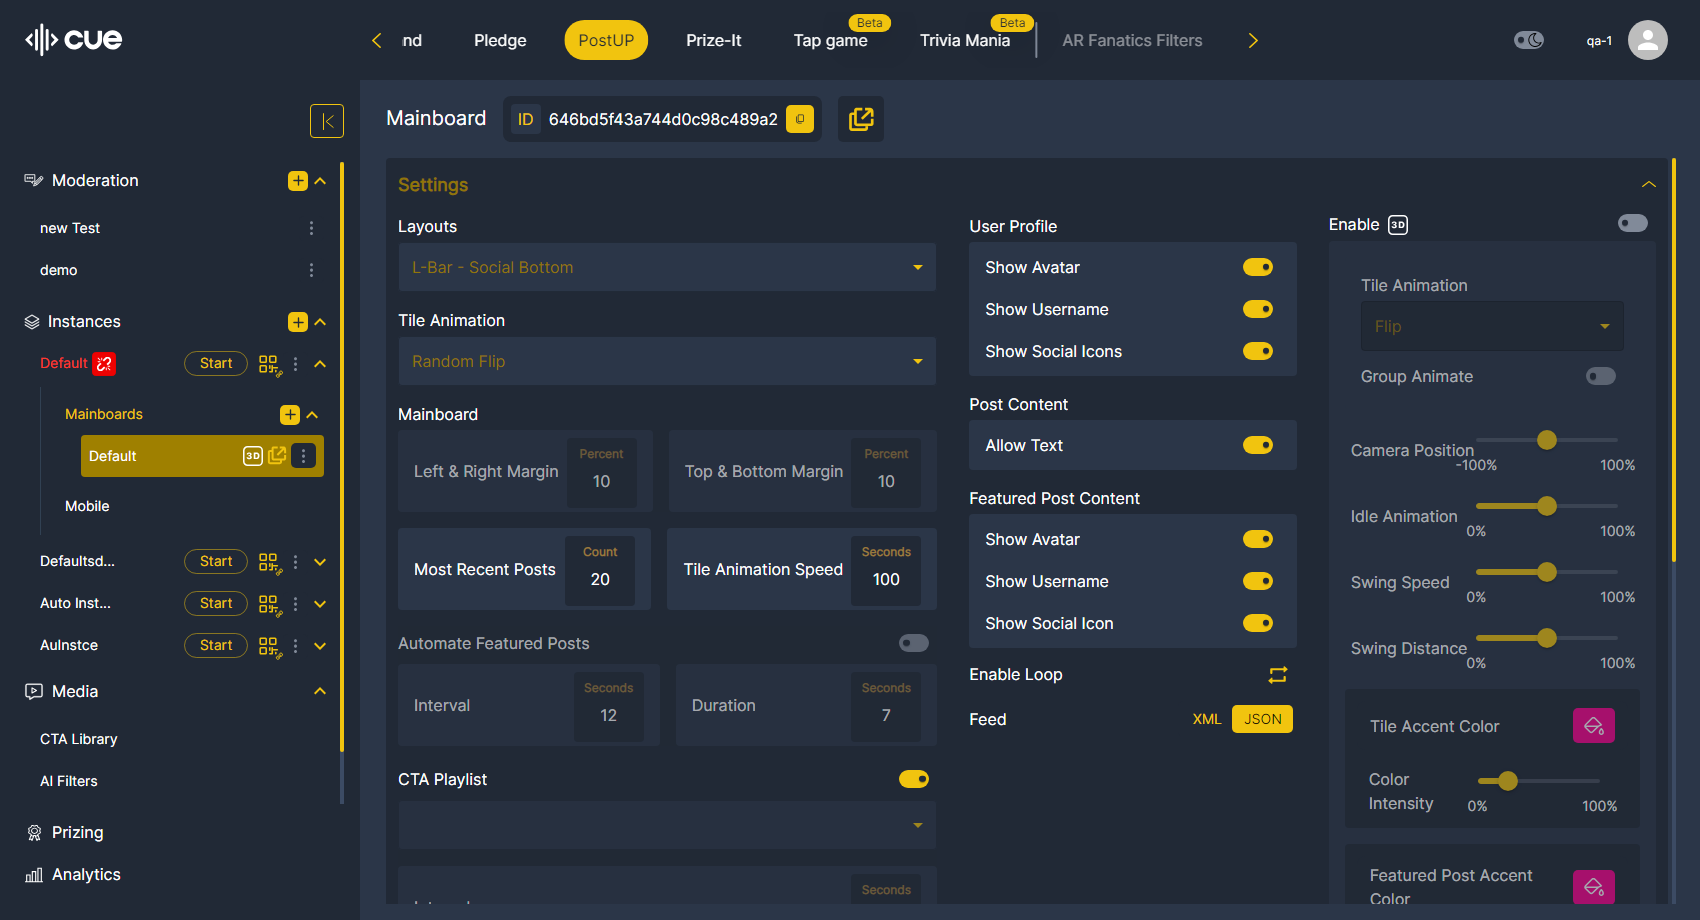 cue
nd
Pledge
PostUP
Prize-It
Tap game
Beta
Trivia Mania
Beta
AR Fanatics Filters
qa-1
Moderation
new Test
demo
Instances
Default
Start
Mainboards
Default
3D
Mobile
Defaultsd...
Start
Auto Inst...
Start
AuInstce
Start
Media
CTA Library
AI Filters
Prizing
Analytics
Mainboard
ID
646bd5f43a744d0c98c489a2
Settings
Layouts
L-Bar - Social Bottom
Tile Animation
Random Flip
Mainboard
Left & Right Margin
Percent
10
Top & Bottom Margin
Percent
10
Most Recent Posts
Count
20
Tile Animation Speed
Seconds
100
Automate Featured Posts
Interval
Seconds
12
Duration
Seconds
7
CTA Playlist
Seconds
User Profile
Show Avatar
Show Username
Show Social Icons
Post Content
Allow Text
Featured Post Content
Show Avatar
Show Username
Show Social Icon
Enable Loop
Feed
XML
JSON
Enable 3D
Tile Animation
Flip
Group Animate
Camera Position
-100%
100%
Idle Animation
0%
100%
Swing Speed
0%
100%
Swing Distance
0%
100%
Tile Accent Color
Color
Intensity
0%
100%
Featured Post Accent
Color